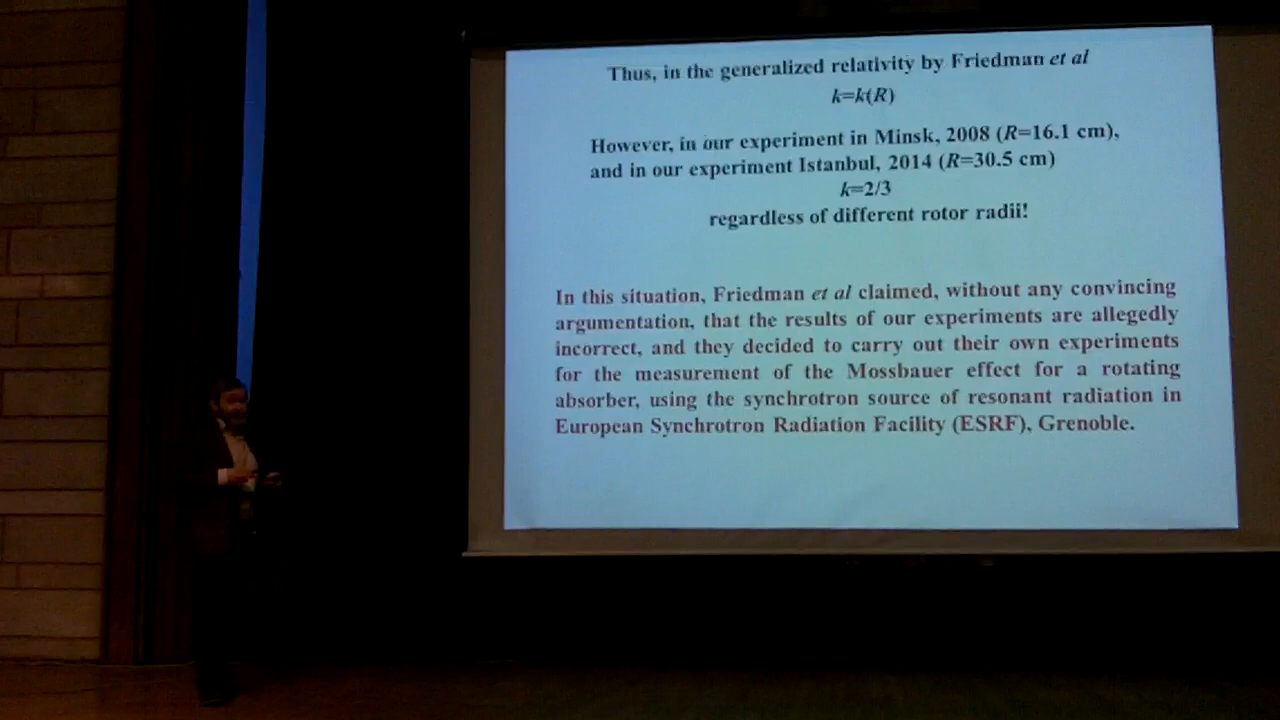 Thus, in the generalized relativity by Friedman et al
k=k(R)
However, in our experiment in Minsk, 2008 (R=16.1 cm),
and in our experiment Istanbul, 2014 (R=30.5 cm)
k=2/3
regardless of different rotor radii!
In this situation, Friedman et al claimed, without any convincing
argumentation, that the results of our experiments are allegedly
incorrect, and they decided to carry out their own experiments
for the measurement of the Mossbauer effect for a rotating
absorber, using the synchrotron source of resonant radiation in
European Synchrotron Radiation Facility (ESRF), Grenoble.